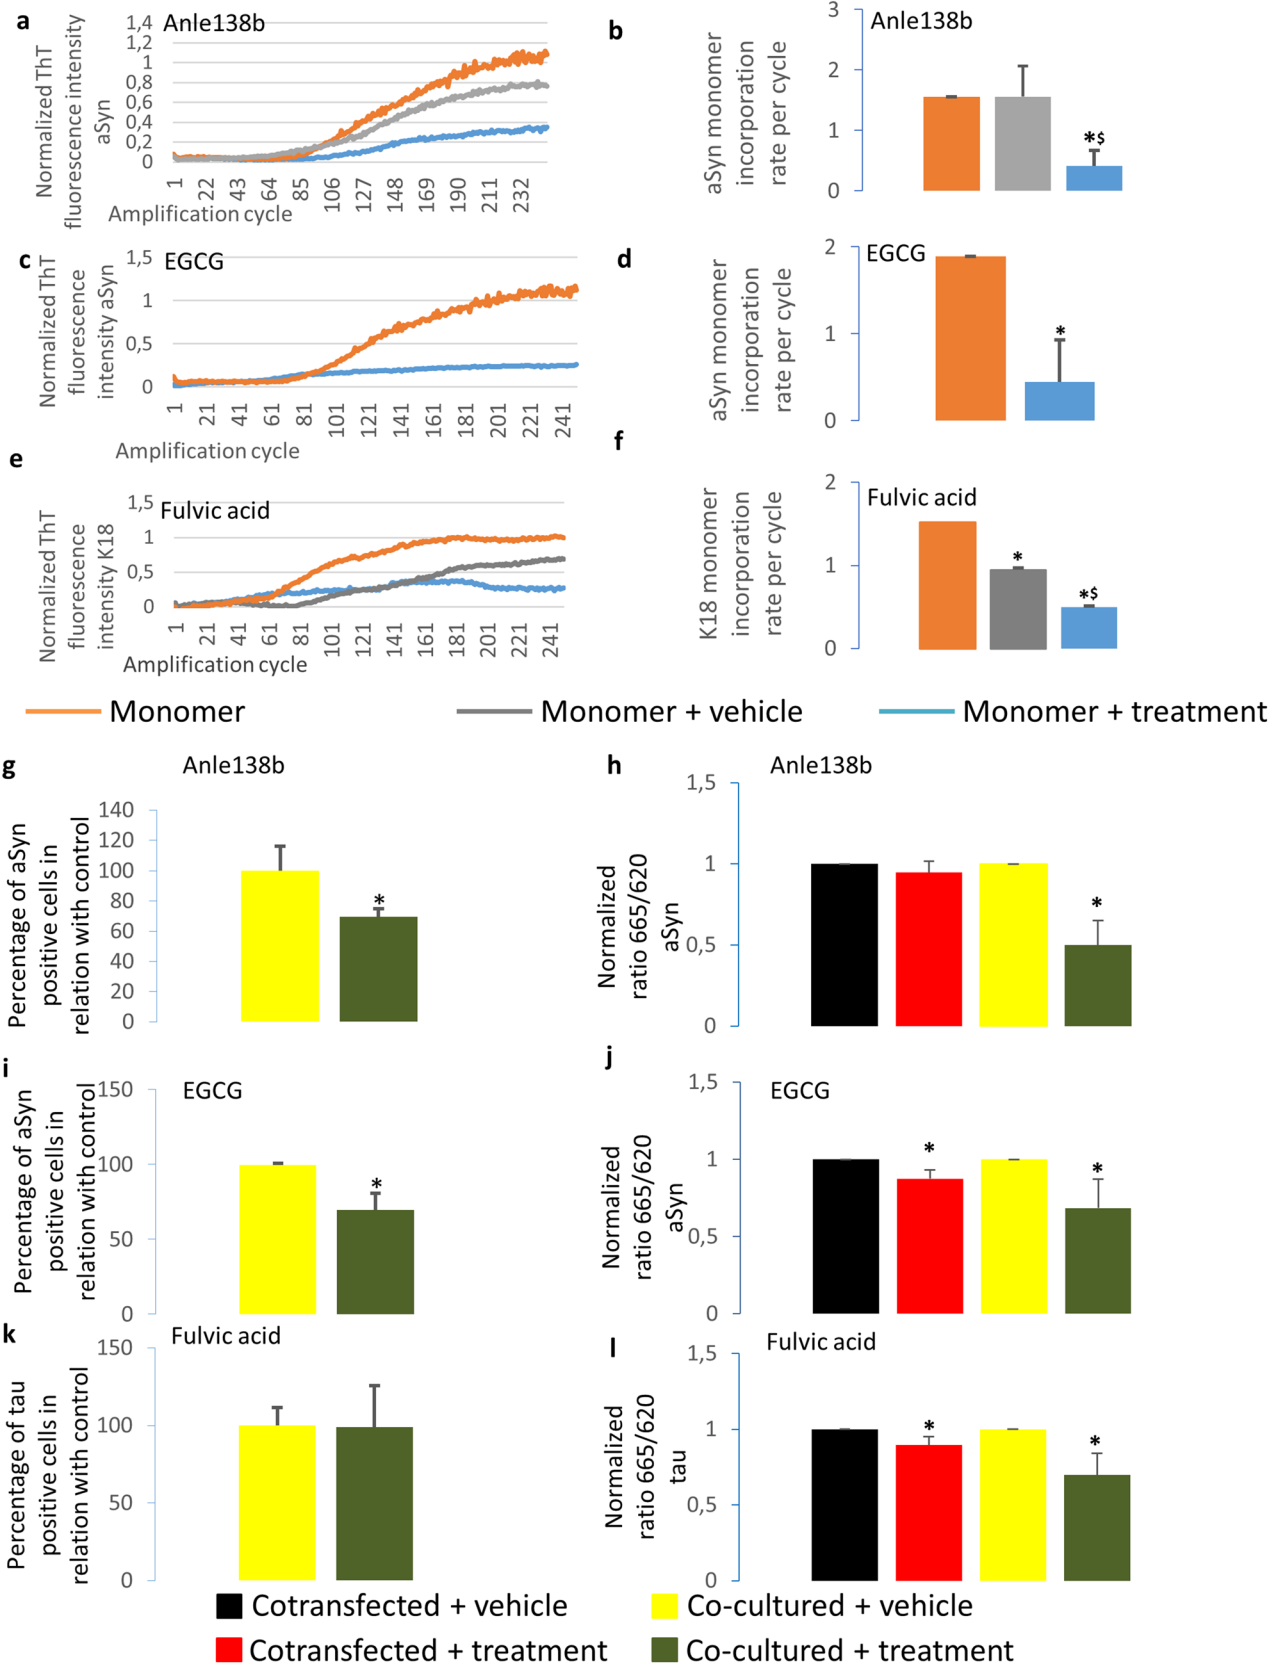 a
Anle138b
Normalized ThT
fluorescence intensity
aSyn
1,4
1,2
1
0,8
0,6
0,4
0,2
0
1 22 43 64 85 106 127 148 169 190 211 232
Amplification cycle
b
Anle138b
aSyn monomer
incorporation
rate per cycle
3
2
1
0
*$
c
EGCG
Normalized ThT
fluorescence
intensity aSyn
1,5
1
0,5
0
1 21 41 61 81 101 121 141 161 181 201 221 241
Amplification cycle
d
EGCG
aSyn monomer
incorporation
rate per cycle
2
1
0
*
e
Fulvic acid
Normalized ThT
fluorescence
intensity K18
1,5
1
0,5
0
1 21 41 61 81 101 121 141 161 181 201 221 241
Amplification cycle
f
Fulvic acid
K18 monomer
incorporation
rate per cycle
2
1
0
*
*$
Monomer
Monomer + vehicle
Monomer + treatment
g
Anle138b
Percentage of aSyn
positive cells in
relation with control
140
120
100
80
60
40
20
0
*
h
Anle138b
Normalized
ratio 665/620
aSyn
1,5
1
0,5
0
*
i
EGCG
Percentage of aSyn
positive cells in
relation with control
150
100
50
0
*
j
EGCG
Normalized
ratio 665/620
aSyn
1,5
1
0,5
0
*
*
k
Fulvic acid
Percentage of tau
positive cells in
relation with control
150
100
50
0
l
Fulvic acid
Normalized
ratio 665/620
tau
1,5
1
0,5
0
*
*
Cotransfected + vehicle
Co-cultured + vehicle
Cotransfected + treatment
Co-cultured + treatment